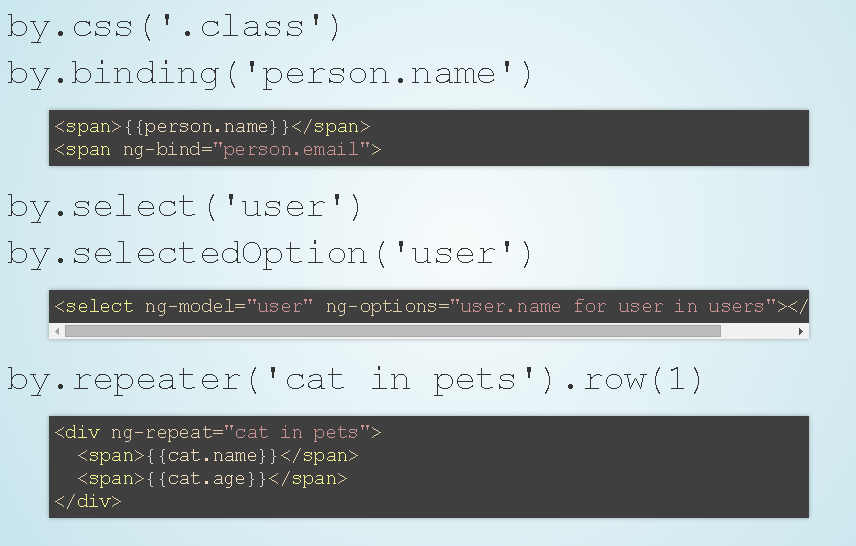 by.css('.class')
by.binding('person.name')
<span>{{person.name}}</span>
<span ng-bind="person.email">
by.select('user')
by.selectedOption('user')
<select ng-model="user" ng-options="user.name for user in users"></
by.repeater('cat in pets').row(1)
<div ng-repeat="cat in pets">
  <span>{{cat.name}}</span>
  <span>{{cat.age}}</span>
</div>